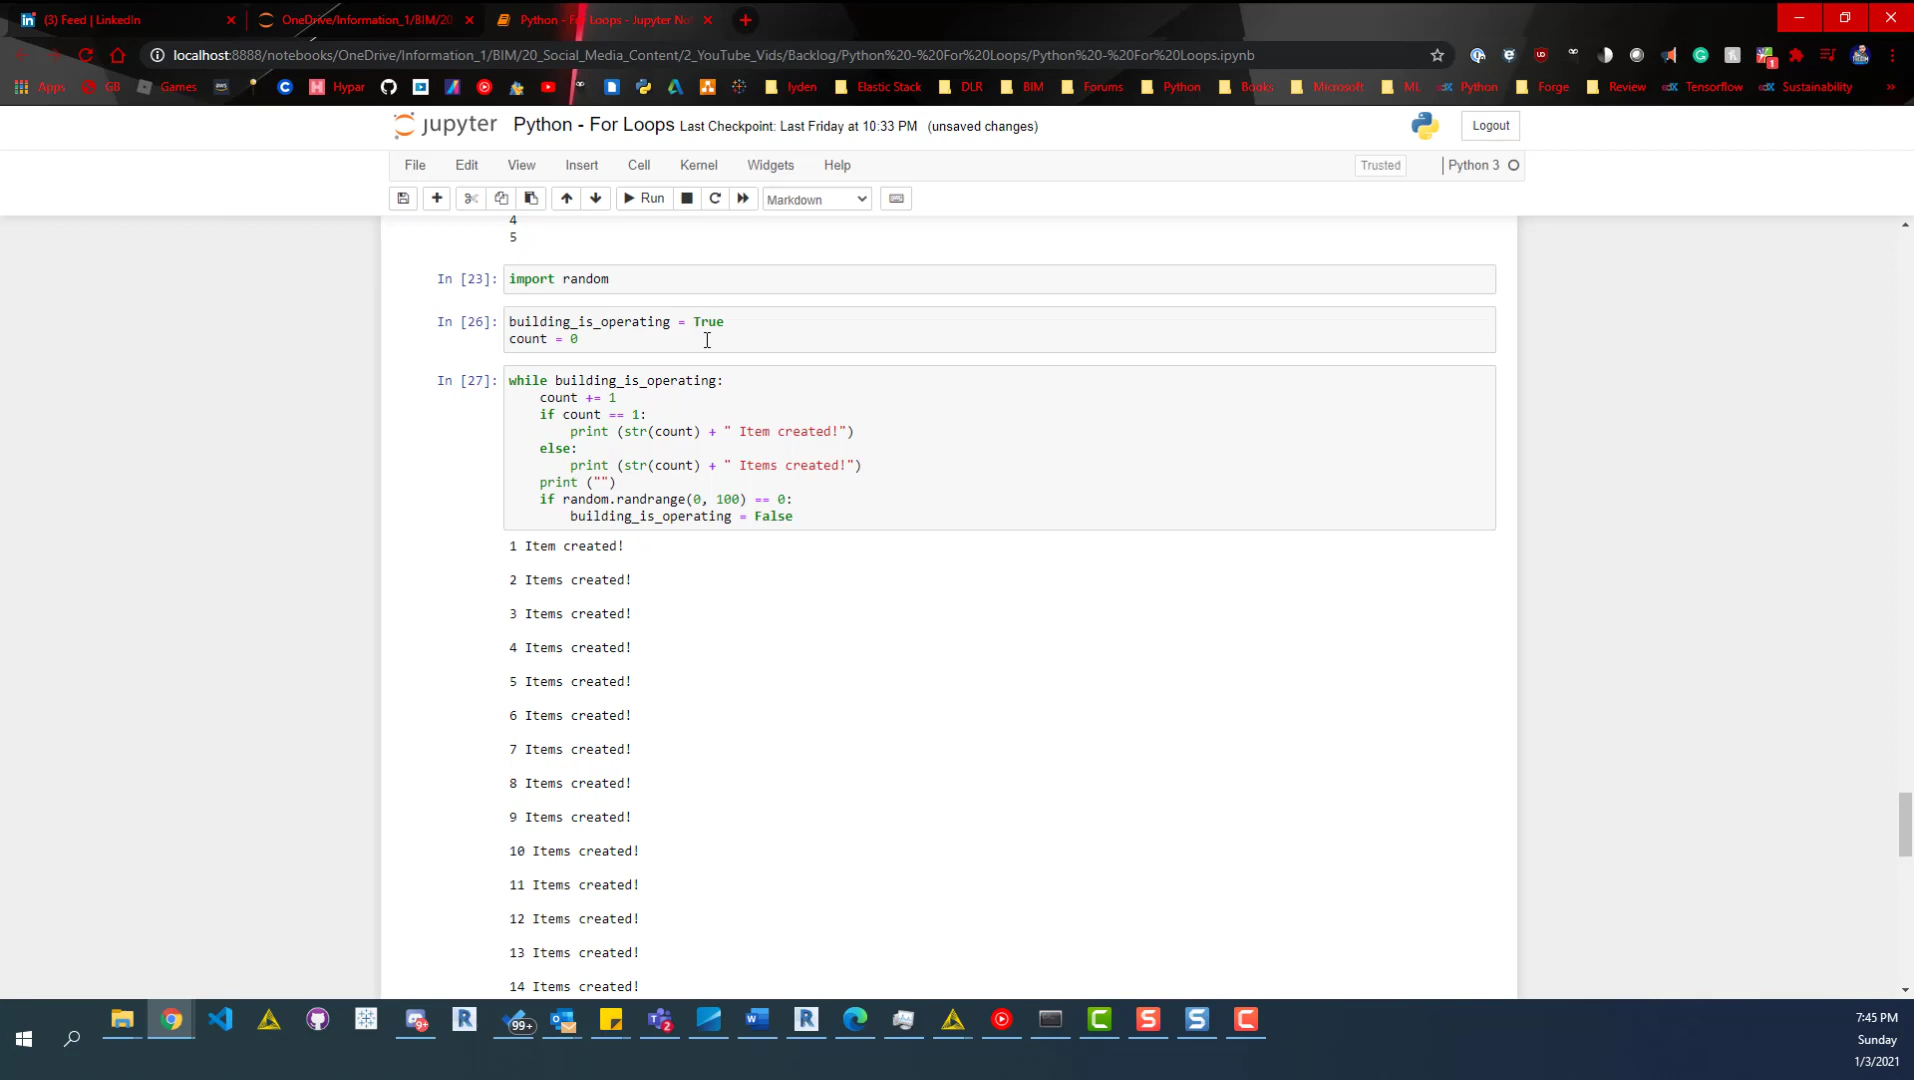 (3) Feed | LinkedIn
OneDrive/Information_1/BIM/20
Python - For Loops - Jupyter No
localhost:8888/notebooks/OneDrive/Information_1/BIM/20_Social_Media_Content/2_YouTube_Vids/Backlog/Python%20-%20For%20Loops/Python%20-%20For%20Loops.ipynb
Apps GB Games aws Hypar Iyden Elastic Stack DLR BIM Forums Python Books Microsoft ML Python Forge Review Tensorflow Sustainability »
jupyter Python - For Loops Last Checkpoint: Last Friday at 10:33 PM (unsaved changes)
Logout
File Edit View Insert Cell Kernel Widgets Help
Trusted
Python 3
Run
Markdown
4
5
In [23]: import random
In [26]: building_is_operating = True
count = 0
In [27]: while building_is_operating:
count += 1
if count == 1:
print (str(count) + " Item created!")
else:
print (str(count) + " Items created!")
print ("")
if random.randrange(0, 100) == 0:
building_is_operating = False
1 Item created!
2 Items created!
3 Items created!
4 Items created!
5 Items created!
6 Items created!
7 Items created!
8 Items created!
9 Items created!
10 Items created!
11 Items created!
12 Items created!
13 Items created!
14 Items created!
99+
7:45 PM
Sunday
1/3/2021